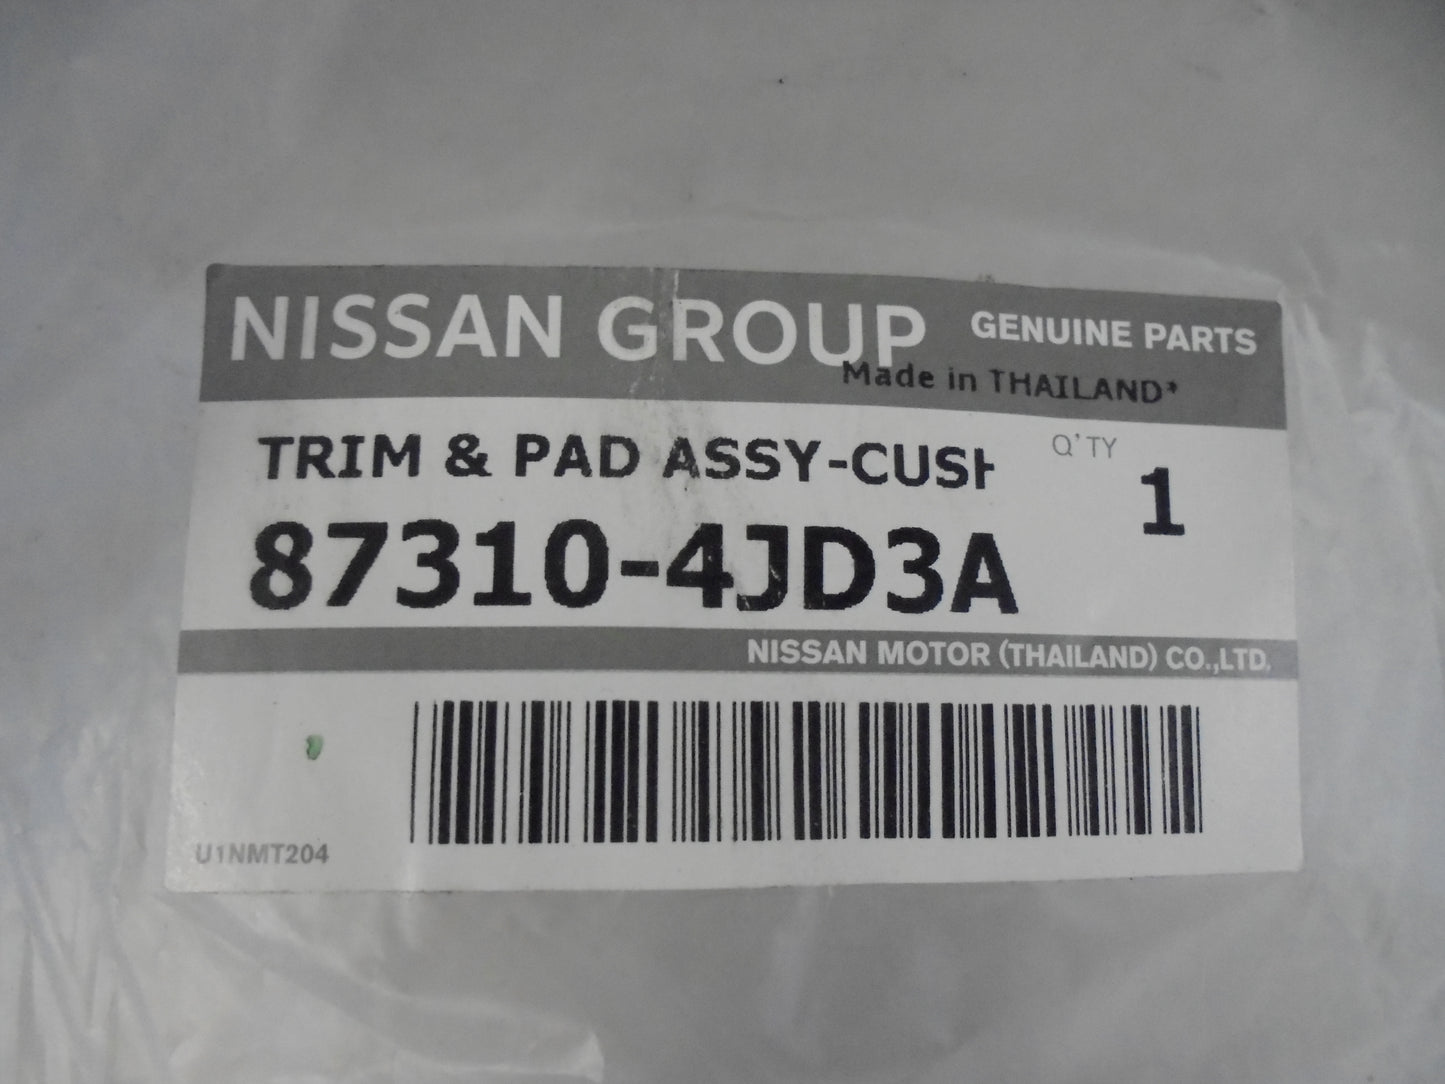 NISSAN GROUP GENUINE PARTS
Made in THAILAND*
TRIM & PAD ASSY-CUSH
Q'TY 1
87310-4JD3A
NISSAN MOTOR (THAILAND) CO.,LTD.
U1NMT204